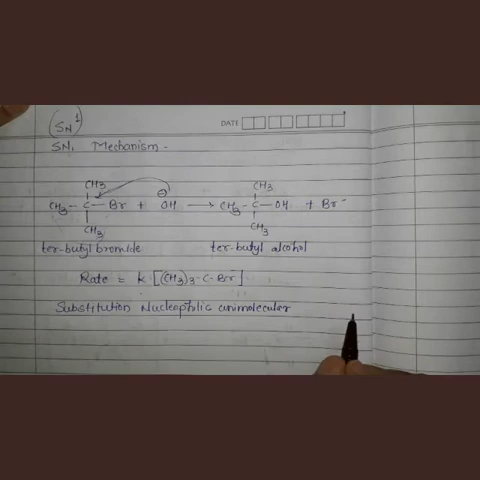 SN1
DATE
SN1 Mechanism -
CH3
CH3 - C - Br + OH ⟶ CH3 - C - OH + Br⁻
CH3 CH3
ter-butyl bromide ter-butyl alcohol
Rate = k [(CH3)3·C-Br]
Substitution Nucleophilic unimolecular